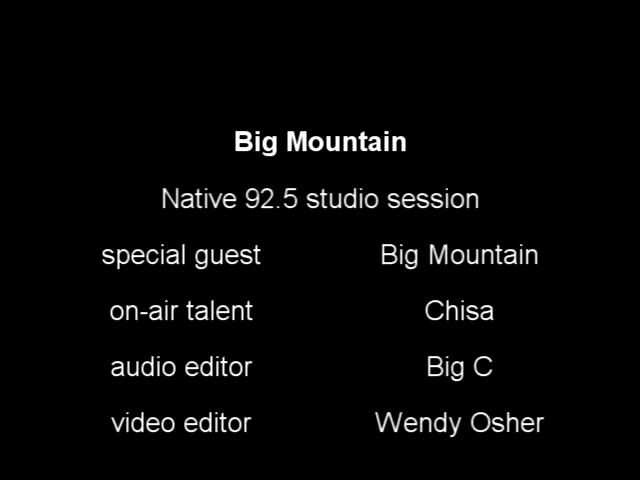 Big Mountain
Native 92.5 studio session
special guest Big Mountain
on-air talent Chisa
audio editor Big C
video editor Wendy Osher